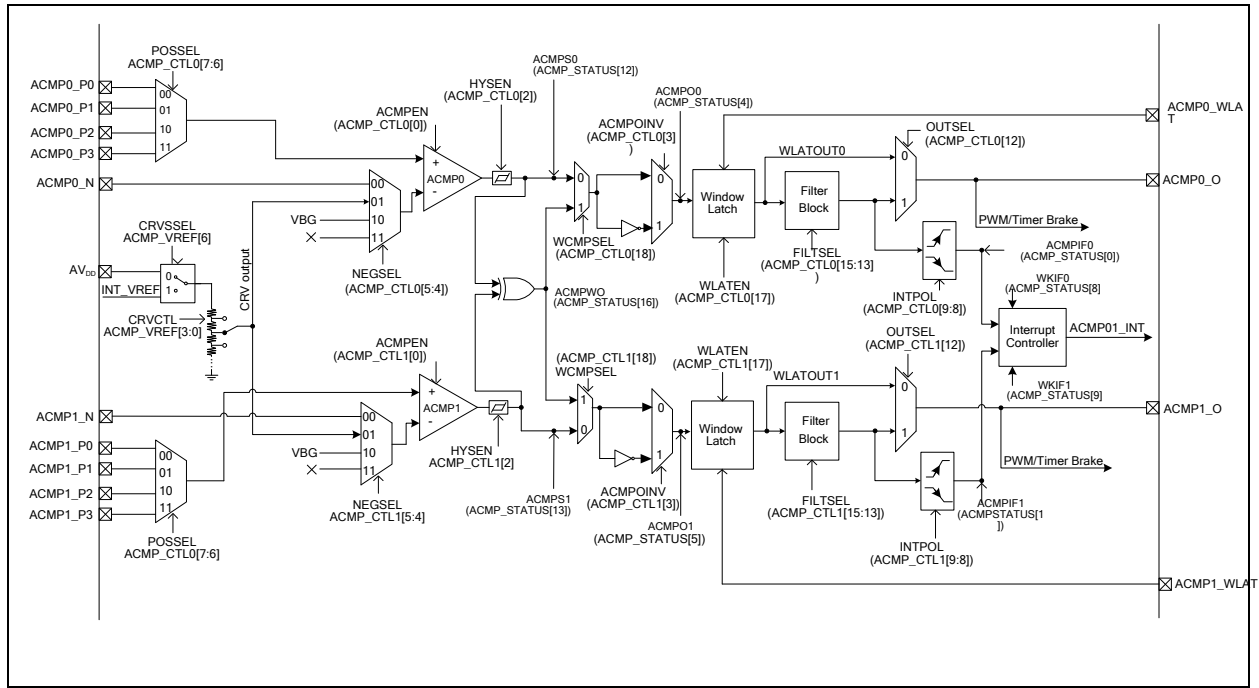 POSSEL
ACMP_CTL0[7:6]
ACMP0_P0
ACMP0_P1
ACMP0_P2
ACMP0_P3
00
01
10
11
ACMP0_N
ACMPEN
(ACMP_CTL0[0])
HYSEN
(ACMP_CTL0[2])
ACMPS0
(ACMP_STATUS[12])
+
ACMP0
-
00
01
10
11
VBG
NEGSEL
(ACMP_CTL0[5:4])
ACMPOINV
(ACMP_CTL0[3]
)
0
1
WCMPSEL
(ACMP_CTL0[18])
0
1
ACMPO0
(ACMP_STATUS[4])
Window
Latch
WLATEN
(ACMP_CTL0[17])
WLATOUT0
Filter
Block
FILTSEL
(ACMP_CTL0[15:13]
)
OUTSEL
(ACMP_CTL0[12])
0
1
ACMP0_WLA
T
ACMP0_O
PWM/Timer Brake
INTPOL
(ACMP_CTL0[9:8])
ACMPIF0
(ACMP_STATUS[0])
CRVSSEL
ACMP_VREF[6]
AVDD
INT_VREF
0
1
CRVCTL
ACMP_VREF[3:0]
CRV output
ACMPWO
(ACMP_STATUS[16])
WKIF0
(ACMP_STATUS[8]
Interrupt
Controller
ACMP01_INT
WKIF1
(ACMP_STATUS[9]
ACMPEN
(ACMP_CTL1[0])
+
ACMP1
-
ACMP1_N
00
01
10
11
VBG
NEGSEL
ACMP_CTL1[5:4]
HYSEN
ACMP_CTL1[2]
(ACMP_CTL1[18])
WCMPSEL
1
0
ACMPS1
(ACMP_STATUS[13])
0
1
ACMPOINV
(ACMP_CTL1[3])
ACMPO1
(ACMP_STATUS[5])
WLATEN
(ACMP_CTL1[17])
Window
Latch
WLATOUT1
Filter
Block
FILTSEL
(ACMP_CTL1[15:13])
OUTSEL
(ACMP_CTL1[12])
0
1
ACMP1_O
PWM/Timer Brake
INTPOL
(ACMP_CTL1[9:8])
ACMPIF1
(ACMPSTATUS[1
])
ACMP1_P0
ACMP1_P1
ACMP1_P2
ACMP1_P3
00
01
10
11
POSSEL
ACMP_CTL0[7:6]
ACMP1_WLAT